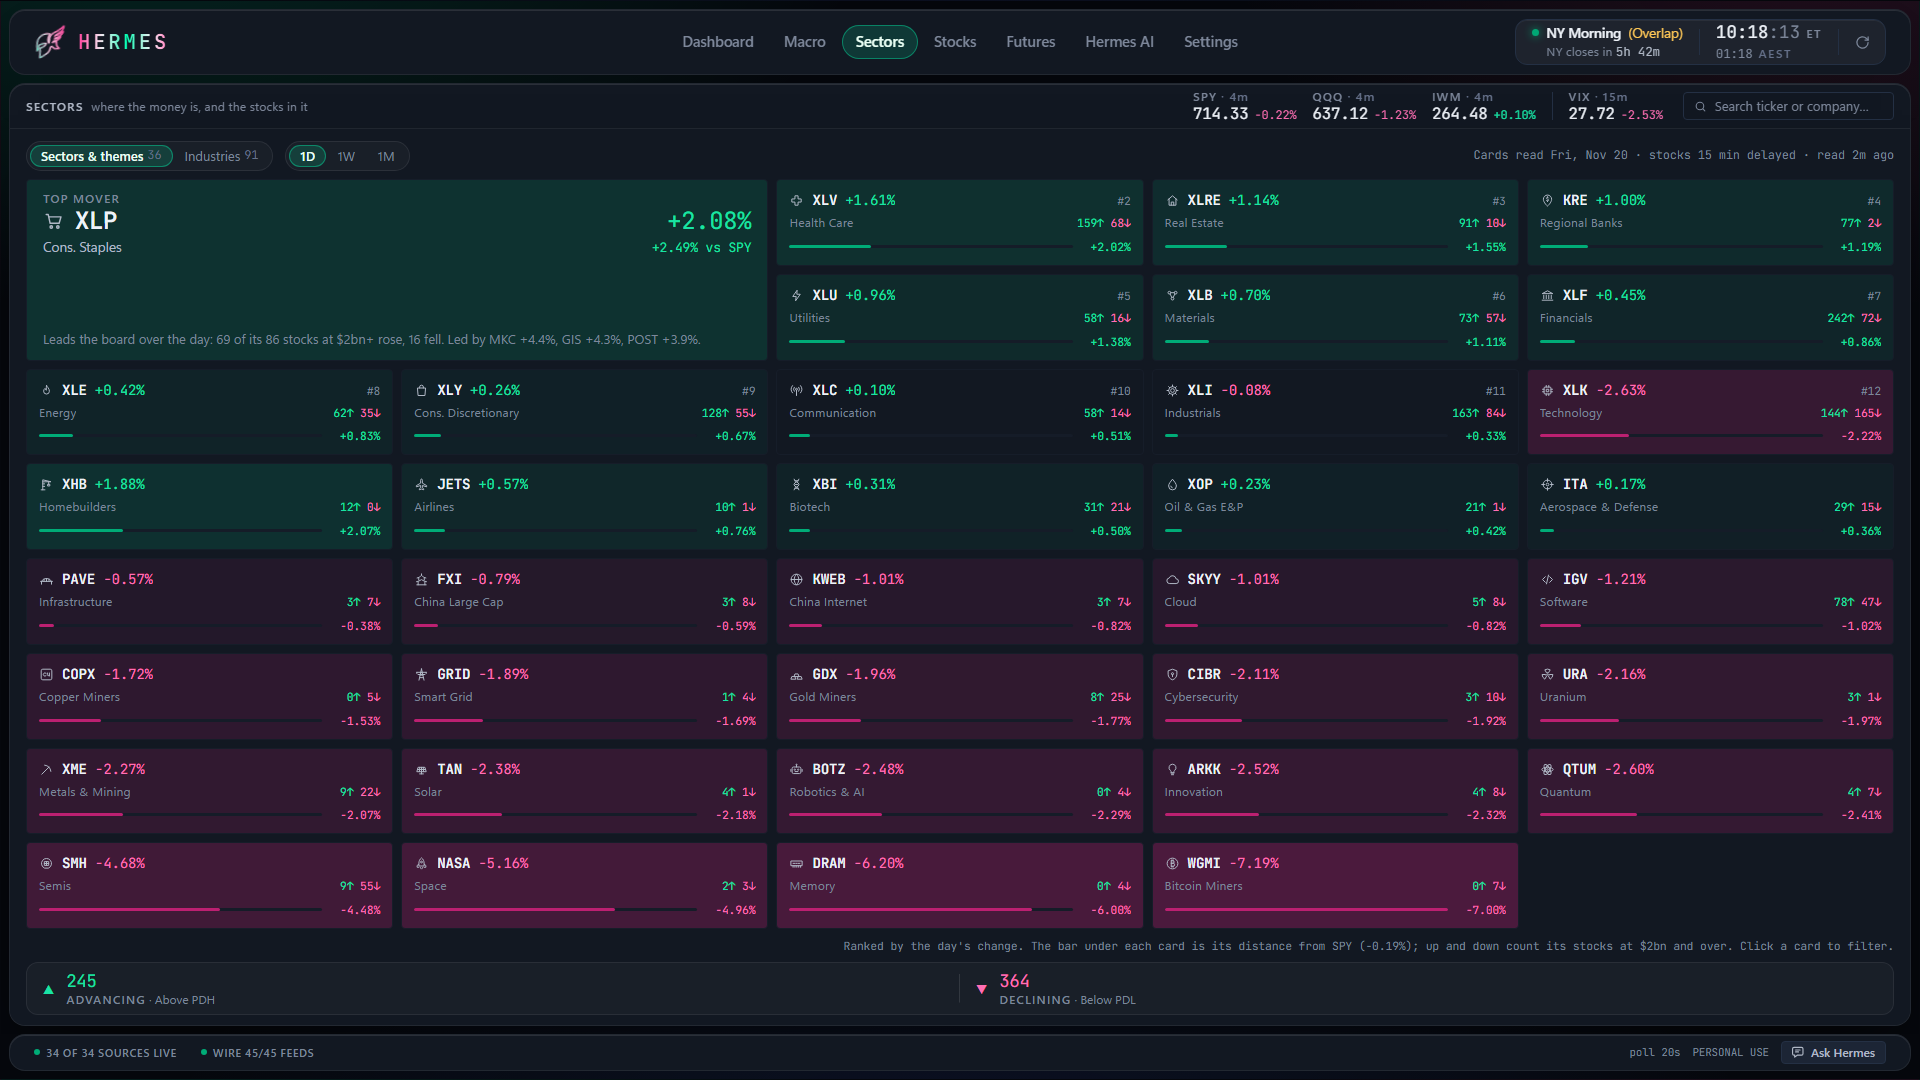 HERMES
Dashboard Macro Sectors Stocks Futures Hermes AI Settings
NY Morning (Overlap)
NY closes in 5h 42m
10:18:13 ET
01:18 AEST
SECTORS where the money is, and the stocks in it
SPY · 4m
714.33 -0.22%
QQQ · 4m
637.12 -1.23%
IWM · 4m
264.48 +0.10%
VIX · 15m
27.72 -2.53%
Search ticker or company...
Sectors & themes 36 Industries 91
1D 1W 1M
Cards read Fri, Nov 20 · stocks 15 min delayed · read 2m ago
TOP MOVER
XLP +2.08%
Cons. Staples +2.49% vs SPY
Leads the board over the day: 69 of its 86 stocks at $2bn+ rose, 16 fell. Led by MKC +4.4%, GIS +4.3%, POST +3.9%.
XLV +1.61% #2
Health Care 159↑ 68↓
+2.02%
XLRE +1.14% #3
Real Estate 91↑ 10↓
+1.55%
KRE +1.00% #4
Regional Banks 77↑ 2↓
+1.19%
XLU +0.96% #5
Utilities 58↑ 16↓
+1.38%
XLB +0.70% #6
Materials 73↑ 57↓
+1.11%
XLF +0.45% #7
Financials 242↑ 72↓
+0.86%
XLE +0.42% #8
Energy 62↑ 35↓
+0.83%
XLY +0.26% #9
Cons. Discretionary 128↑ 55↓
+0.67%
XLC +0.10% #10
Communication 58↑ 14↓
+0.51%
XLI -0.08% #11
Industrials 163↑ 84↓
+0.33%
XLK -2.63% #12
Technology 144↑ 165↓
-2.22%
XHB +1.88%
Homebuilders 12↑ 0↓
+2.07%
JETS +0.57%
Airlines 10↑ 1↓
+0.76%
XBI +0.31%
Biotech 31↑ 21↓
+0.50%
XOP +0.23%
Oil & Gas E&P 21↑ 1↓
+0.42%
ITA +0.17%
Aerospace & Defense 29↑ 15↓
+0.36%
PAVE -0.57%
Infrastructure 3↑ 7↓
-0.38%
FXI -0.79%
China Large Cap 3↑ 8↓
-0.59%
KWEB -1.01%
China Internet 3↑ 7↓
-0.82%
SKYY -1.01%
Cloud 5↑ 8↓
-0.82%
IGV -1.21%
Software 78↑ 47↓
-1.02%
COPX -1.72%
Copper Miners 0↑ 5↓
-1.53%
GRID -1.89%
Smart Grid 1↑ 4↓
-1.69%
GDX -1.96%
Gold Miners 8↑ 25↓
-1.77%
CIBR -2.11%
Cybersecurity 3↑ 10↓
-1.92%
URA -2.16%
Uranium 3↑ 1↓
-1.97%
XME -2.27%
Metals & Mining 9↑ 22↓
-2.07%
TAN -2.38%
Solar 4↑ 1↓
-2.18%
BOTZ -2.48%
Robotics & AI 0↑ 4↓
-2.29%
ARKK -2.52%
Innovation 4↑ 8↓
-2.32%
QTUM -2.60%
Quantum 4↑ 7↓
-2.41%
SMH -4.68%
Semis 9↑ 55↓
-4.48%
NASA -5.16%
Space 2↑ 3↓
-4.96%
DRAM -6.20%
Memory 0↑ 4↓
-6.00%
WGMI -7.19%
Bitcoin Miners 0↑ 7↓
-7.00%
Ranked by the day's change. The bar under each card is its distance from SPY (-0.19%); up and down count its stocks at $2bn and over. Click a card to filter.
245
ADVANCING · Above PDH
364
DECLINING · Below PDL
34 OF 34 SOURCES LIVE WIRE 45/45 FEEDS
poll 20s PERSONAL USE Ask Hermes